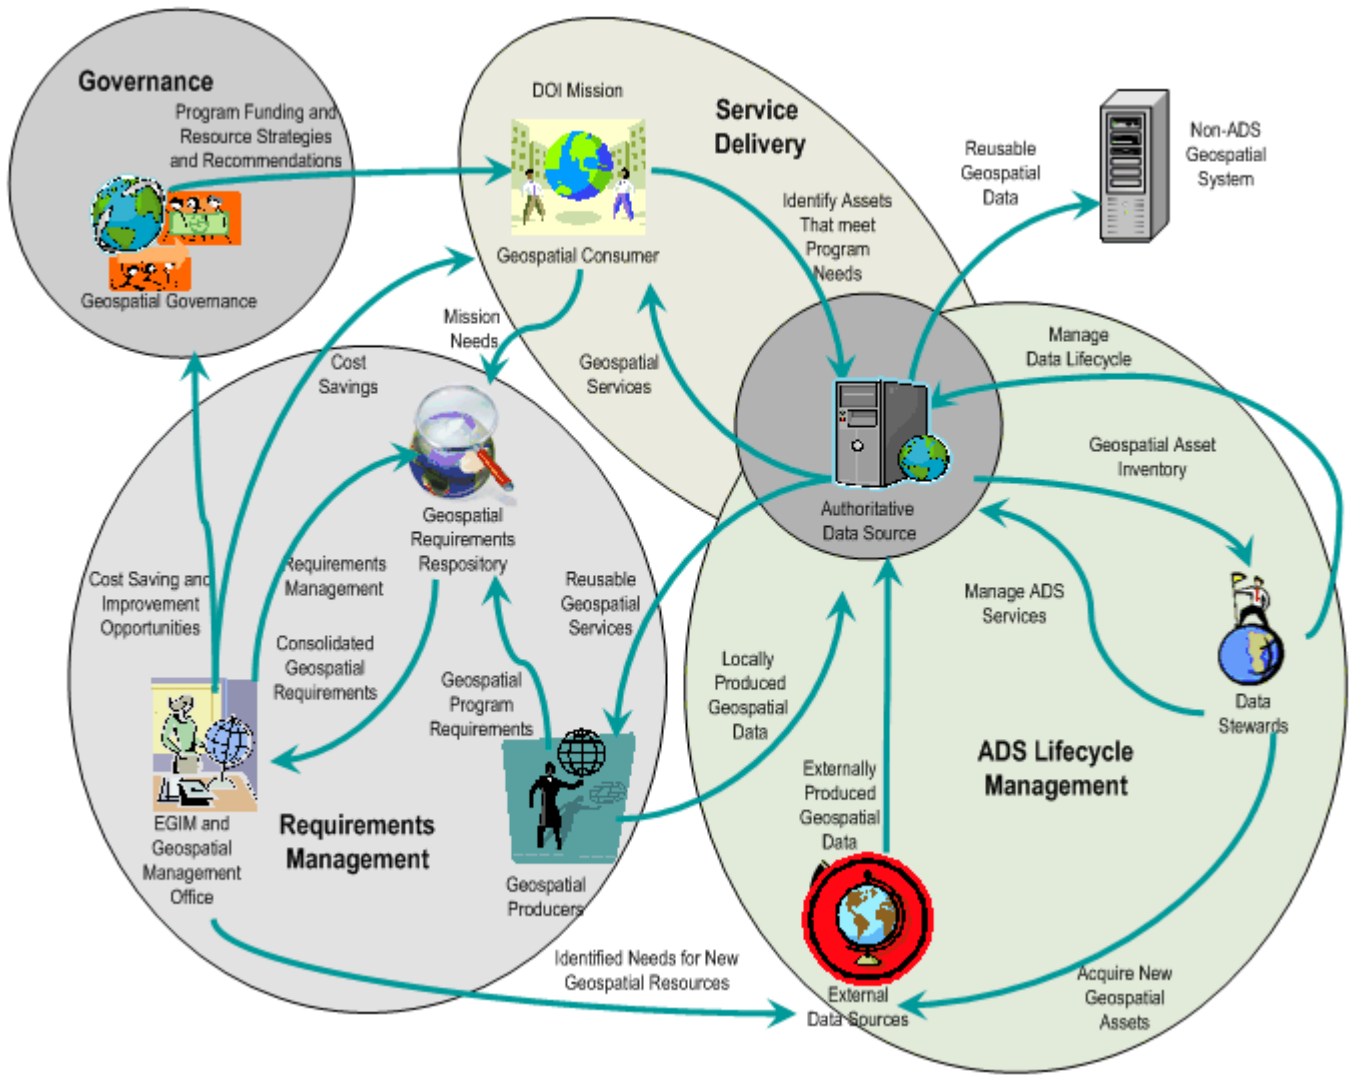 Governance
Program Funding and
Resource Strategies
and Recommendations
Geospatial Governance
DOI Mission
Service
Delivery
Geospatial Consumer
Identify Assets
That meet
Program
Needs
Reusable
Geospatial
Data
Non-ADS
Geospatial
System
Mission
Needs
Cost
Savings
Geospatial
Services
Manage
Data Lifecycle
Geospatial Asset
Inventory
Authoritative
Data Source
Geospatial
Requirements
Respository
Requirements
Management
Cost Saving and
Improvement
Opportunities
Consolidated
Geospatial
Requirements
Reusable
Geospatial
Services
Geospatial
Program
Requirements
Manage ADS
Services
Locally
Produced
Geospatial
Data
Data
Stewards
ADS Lifecycle
Management
Externally
Produced
Geospatial
Data
EGIM and
Geospatial
Management
Office
Requirements
Management
Geospatial
Producers
Identified Needs for New
Geospatial Resources
External
Data Sources
Acquire New
Geospatial
Assets